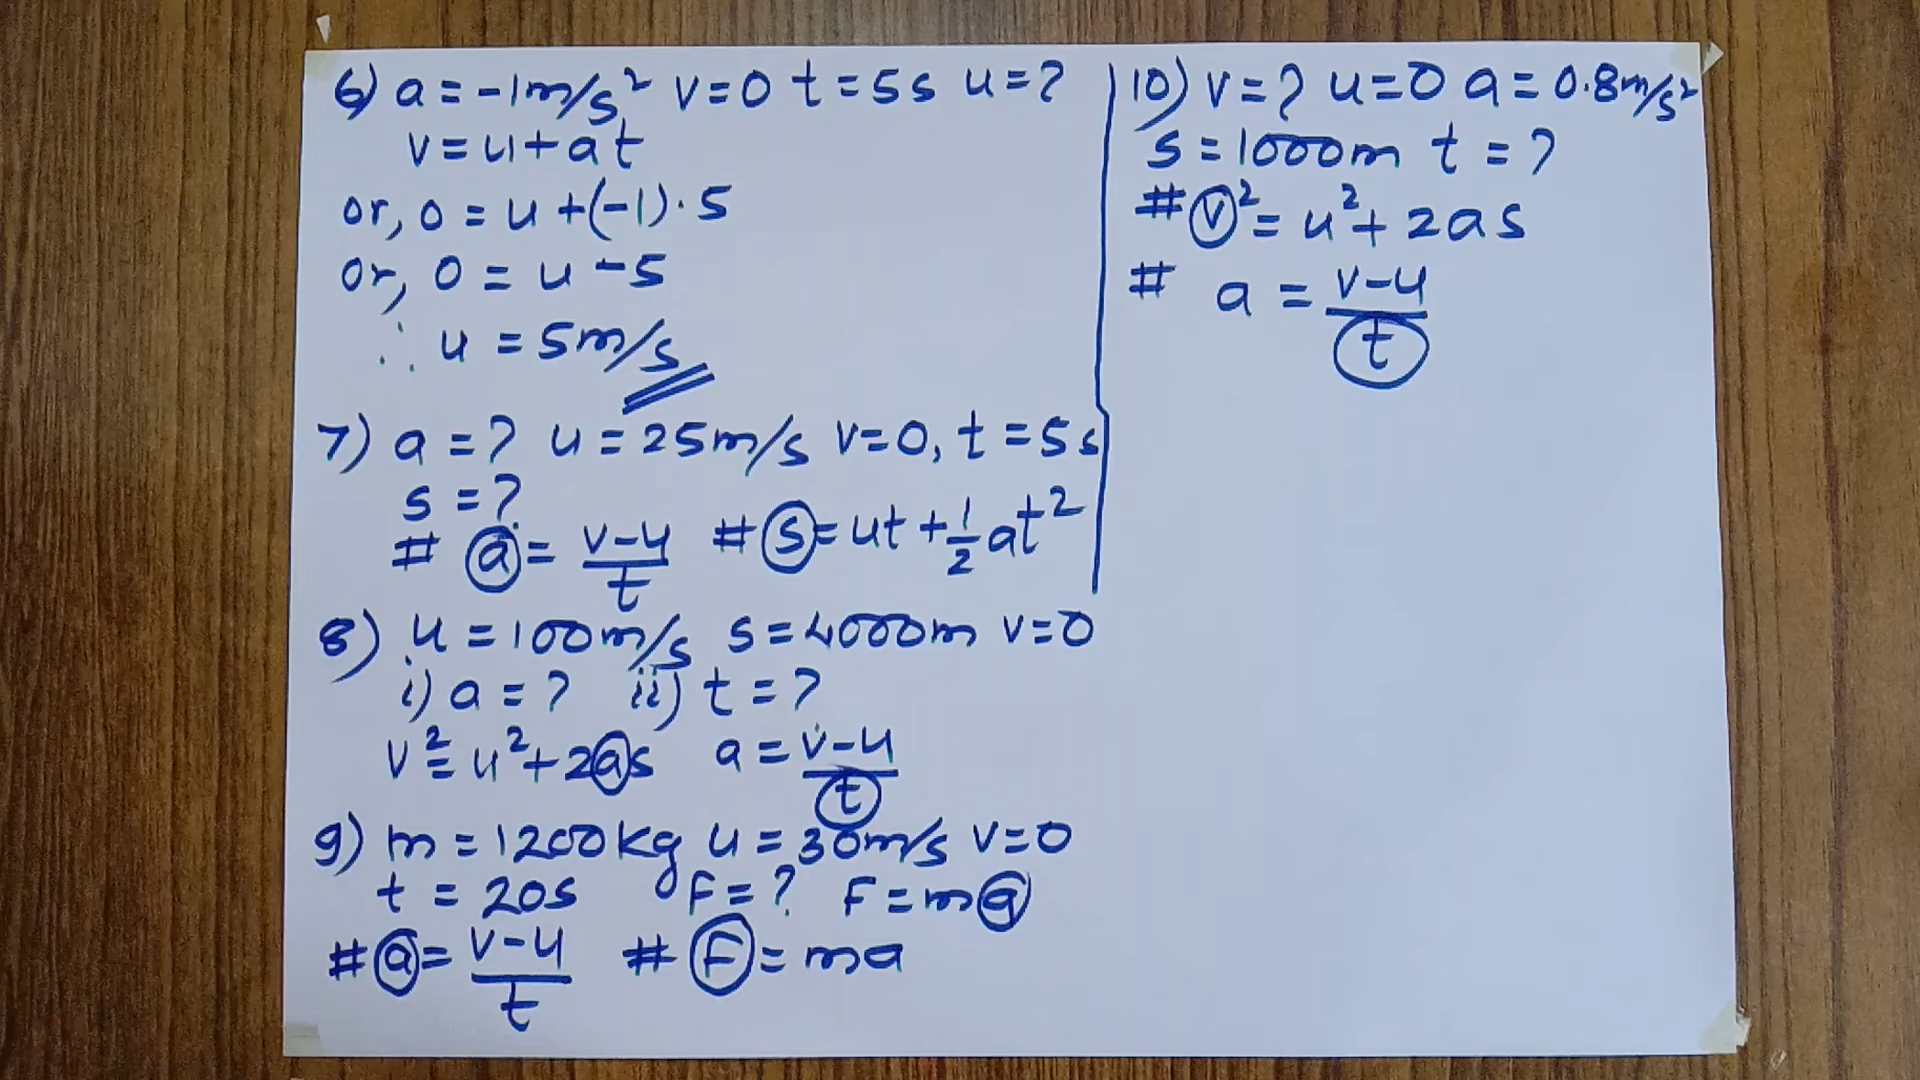 6) a = -1m/s² v=0 t=5s u=?
v=u+at
or, 0 = u +(-1)·5
or, 0 = u -5
∴ u = 5m/s
7) a =? u = 25m/s v=0, t =5s
s =?
# a = v-u/t # s = ut + 1/2 at²
8) u = 100m/s s = 4000m v=0
i) a = ? ii) t = ?
v² = u² + 2as a = v-u/t
9) m = 1200kg u = 30m/s v=0
t = 20s F=? F = ma
# a = v-u/t # F = ma
10) v=? u=0 a = 0.8m/s²
s = 1000m t = ?
# v² = u² + 2as
# a = v-u/t